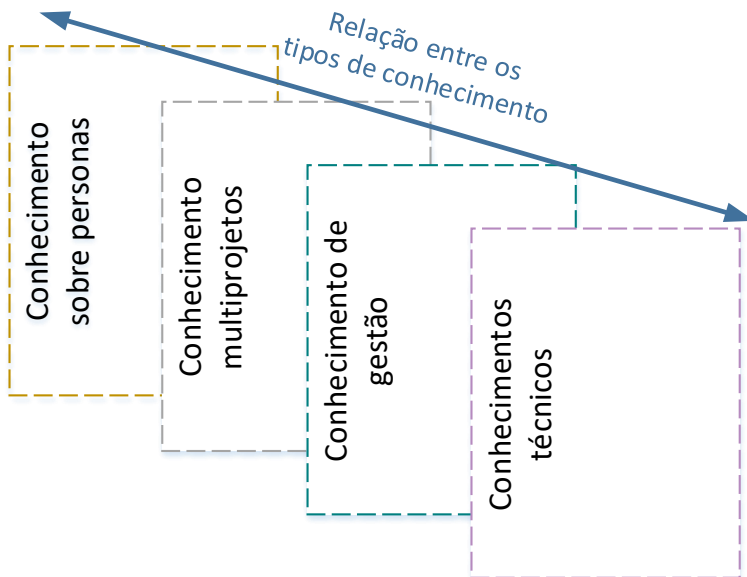 Relação entre os
tipos de conhecimento
Conhecimento
sobre personas
Conhecimento
multiprojetos
Conhecimento de
gestão
Conhecimentos
técnicos